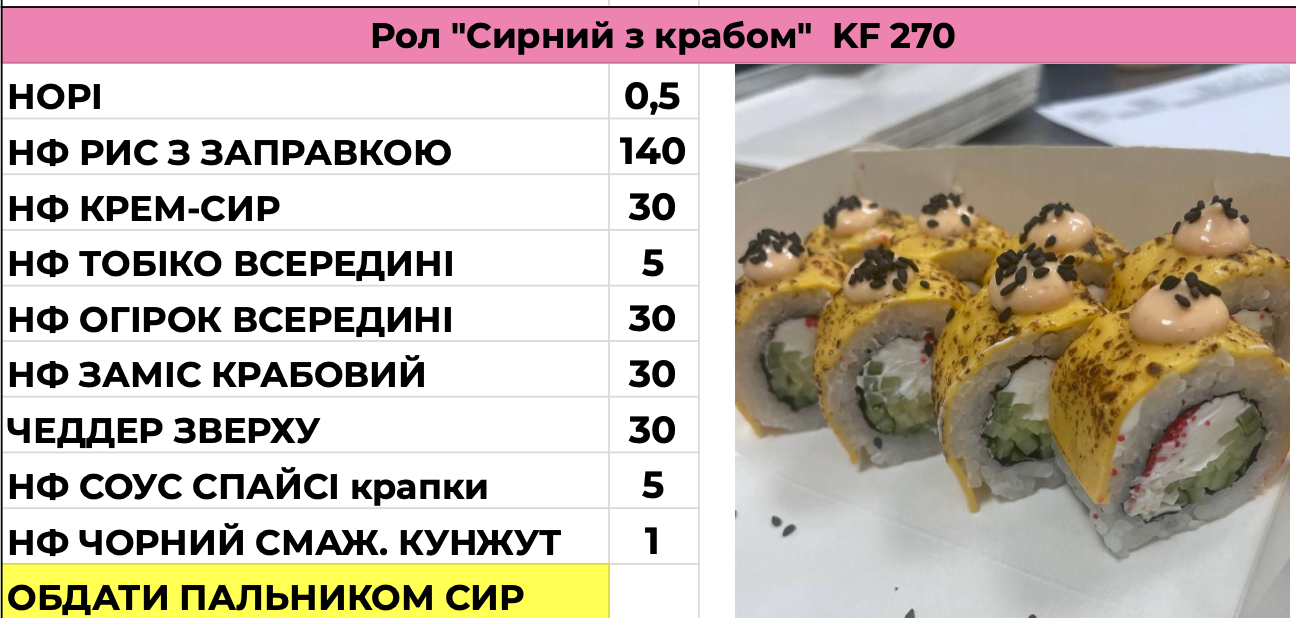 Рол "Сирний з крабом" KF 270
НОРІ 0,5
НФ РИС З ЗАПРАВКОЮ 140
НФ КРЕМ-СИР 30
НФ ТОБІКО ВСЕРЕДИНІ 5
НФ ОГІРОК ВСЕРЕДИНІ 30
НФ ЗАМІС КРАБОВИЙ 30
ЧЕДДЕР ЗВЕРХУ 30
НФ СОУС СПАЙСІ крапки 5
НФ ЧОРНИЙ СМАЖ. КУНЖУТ 1
ОБДАТИ ПАЛЬНИКОМ СИР